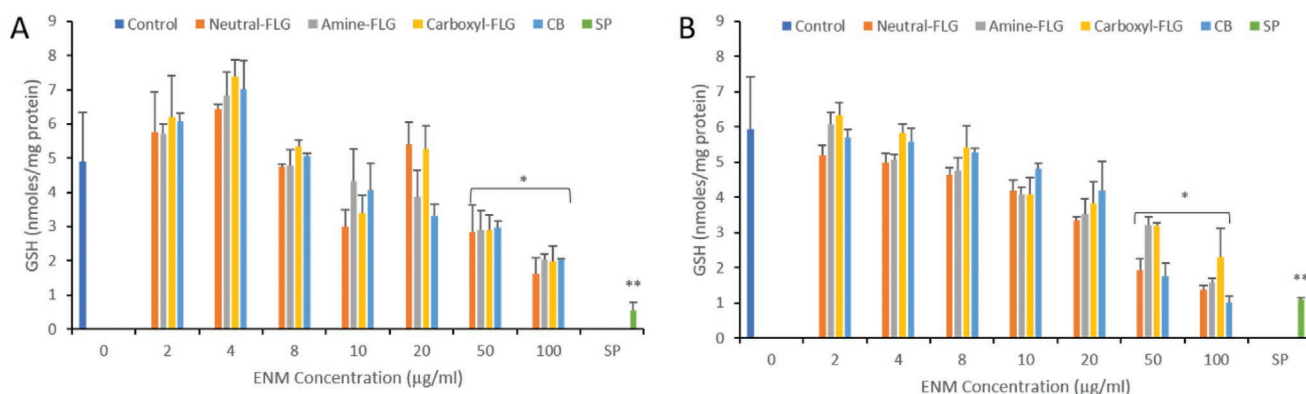 A
Control Neutral-FLG Amine-FLG Carboxyl-FLG CB SP
GSH (nmoles/mg protein)
9
8
7
6
5
4
3
2
1
0
*
**
0 2 4 8 10 20 50 100 SP
ENM Concentration (µg/ml)
B
Control Neutral-FLG Amine-FLG Carboxyl-FLG CB SP
GSH (nmoles/mg protein)
9
8
7
6
5
4
3
2
1
0
*
**
0 2 4 8 10 20 50 100 SP
ENM Concentration (µg/ml)